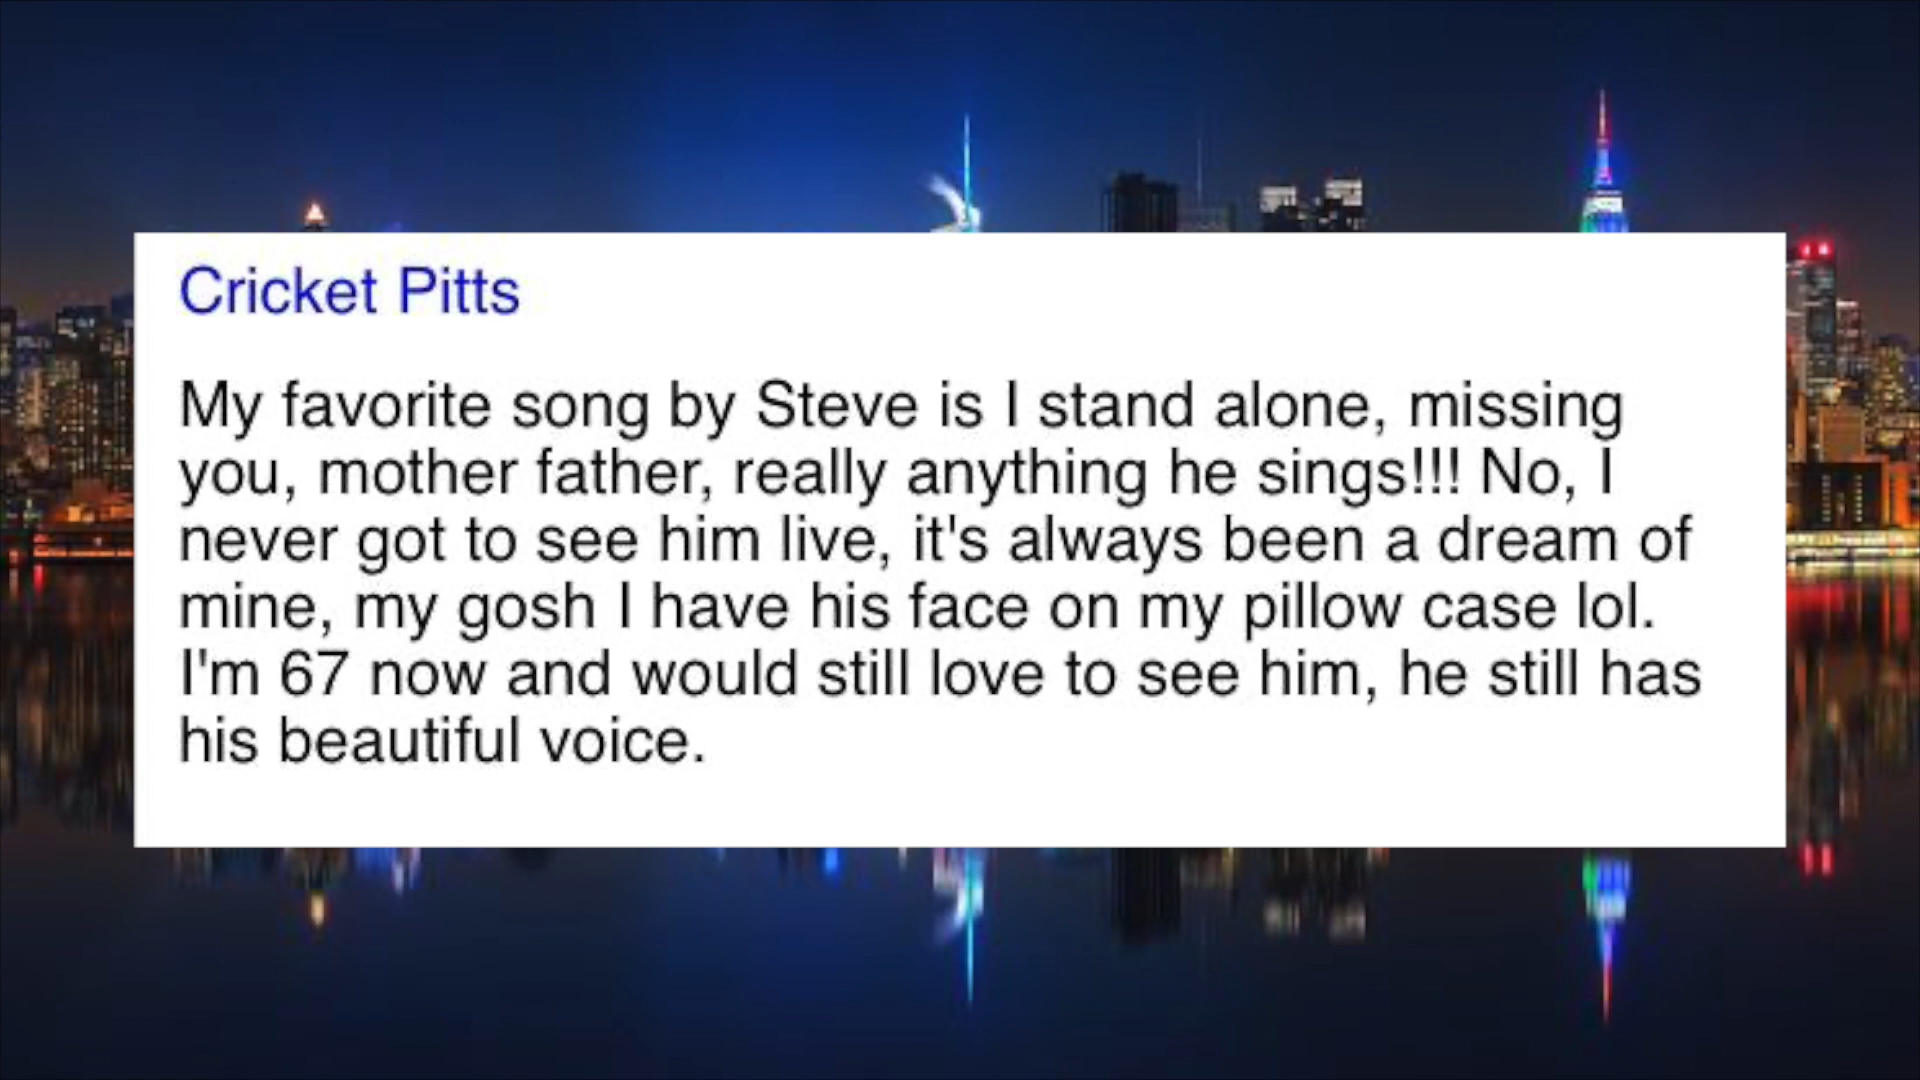 Cricket Pitts
My favorite song by Steve is I stand alone, missing
you, mother father, really anything he sings!!! No, I
never got to see him live, it's always been a dream of
mine, my gosh I have his face on my pillow case lol.
I'm 67 now and would still love to see him, he still has
his beautiful voice.